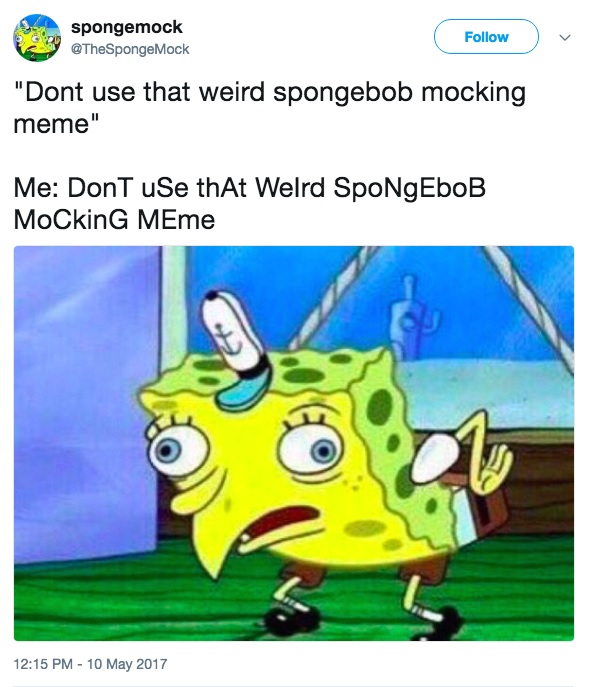 spongemock
@TheSpongeMock
Follow
"Dont use that weird spongebob mocking
meme"
Me: DonT uSe thAt WeIrd SpoNgEboB
MoCkinG MEme
12:15 PM - 10 May 2017